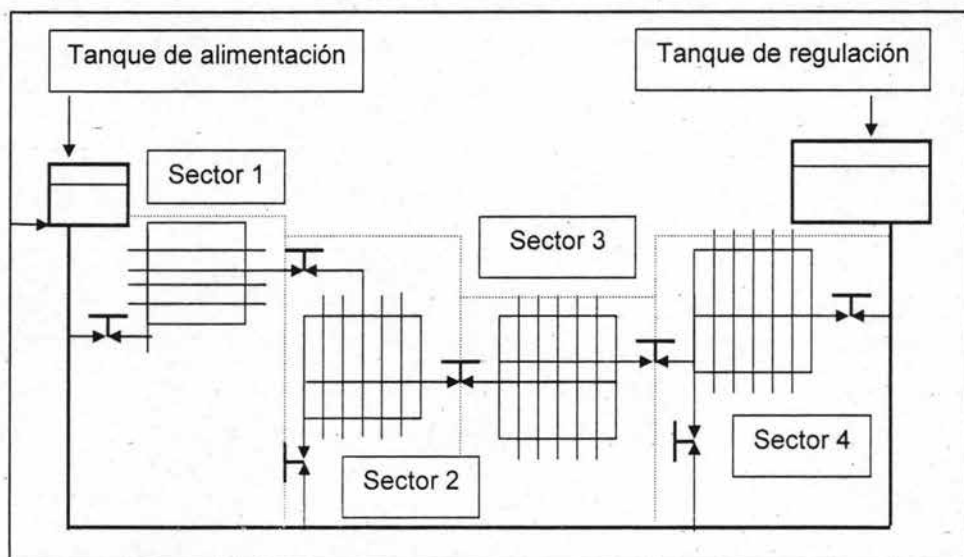 Tanque de alimentación
Tanque de regulación
Sector 1
Sector 3
Sector 4
Sector 2